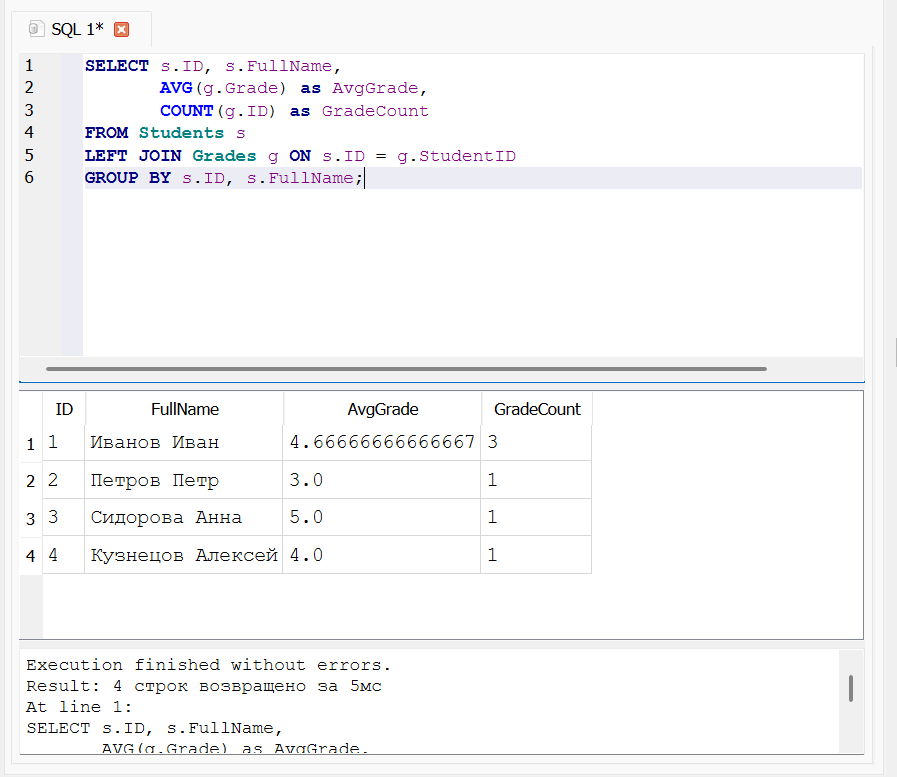 SQL 1*
1 SELECT s.ID, s.FullName,
2 AVG(g.Grade) as AvgGrade,
3 COUNT(g.ID) as GradeCount
4 FROM Students s
5 LEFT JOIN Grades g ON s.ID = g.StudentID
6 GROUP BY s.ID, s.FullName;
ID FullName AvgGrade GradeCount
1 1 Иванов Иван 4.66666666666667 3
2 2 Петров Петр 3.0 1
3 3 Сидорова Анна 5.0 1
4 4 Кузнецов Алексей 4.0 1
Execution finished without errors.
Result: 4 строк возвращено за 5мс
At line 1:
SELECT s.ID, s.FullName,
AVG(g.Grade) as AvgGrade,